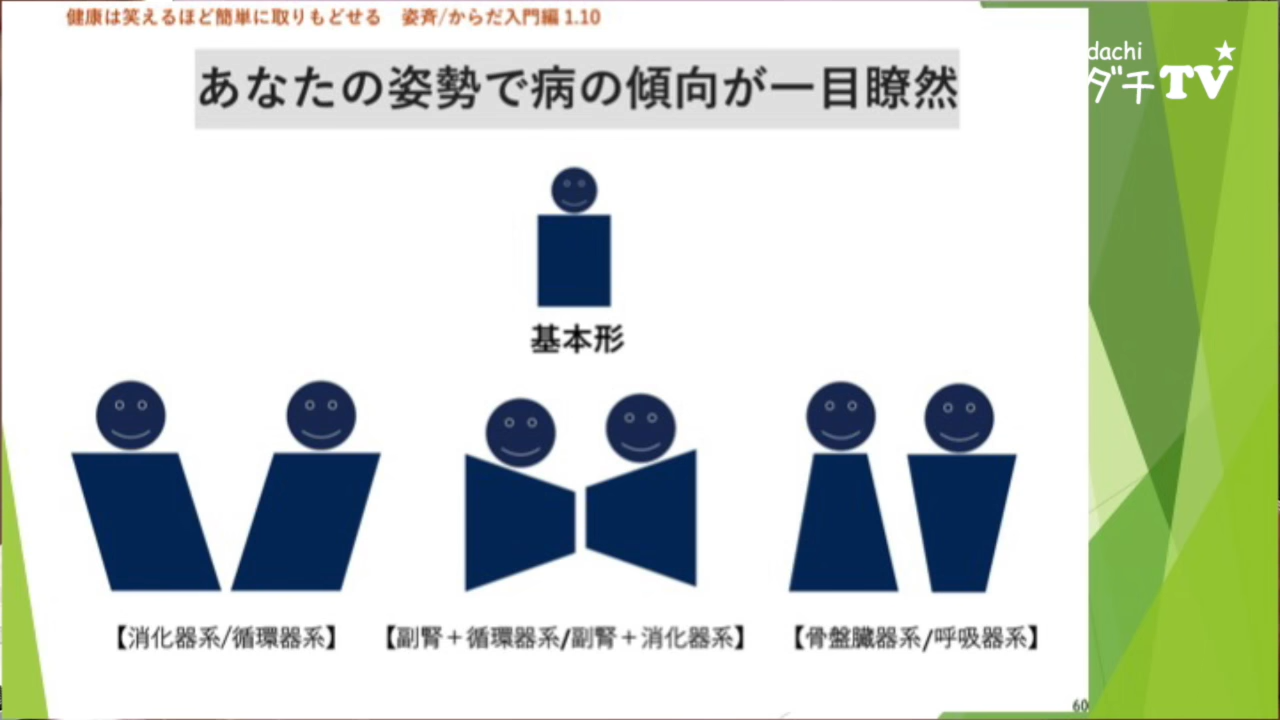 健康は笑えるほど簡単に取りもどせる　姿斉/からだ入門編 1.10
dachi
ダチTV
あなたの姿勢で病の傾向が一目瞭然
基本形
【消化器系/循環器系】
【副腎＋循環器系/副腎＋消化器系】
【骨盤臓器系/呼吸器系】
60